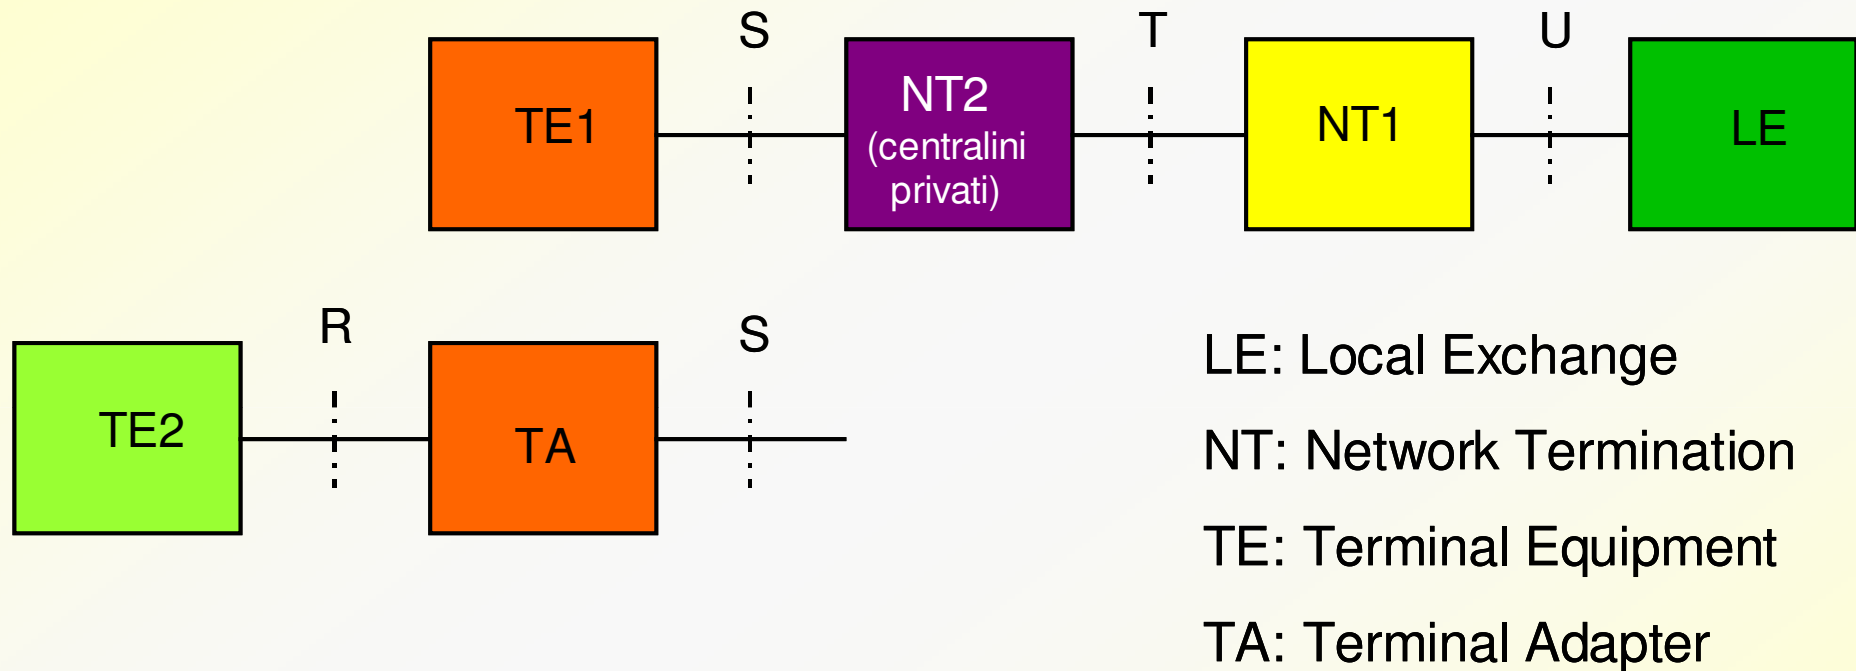 S
T
U
TE1
NT2
(centralini
privati)
NT1
LE
R
S
TE2
TA
LE: Local Exchange
NT: Network Termination
TE: Terminal Equipment
TA: Terminal Adapter